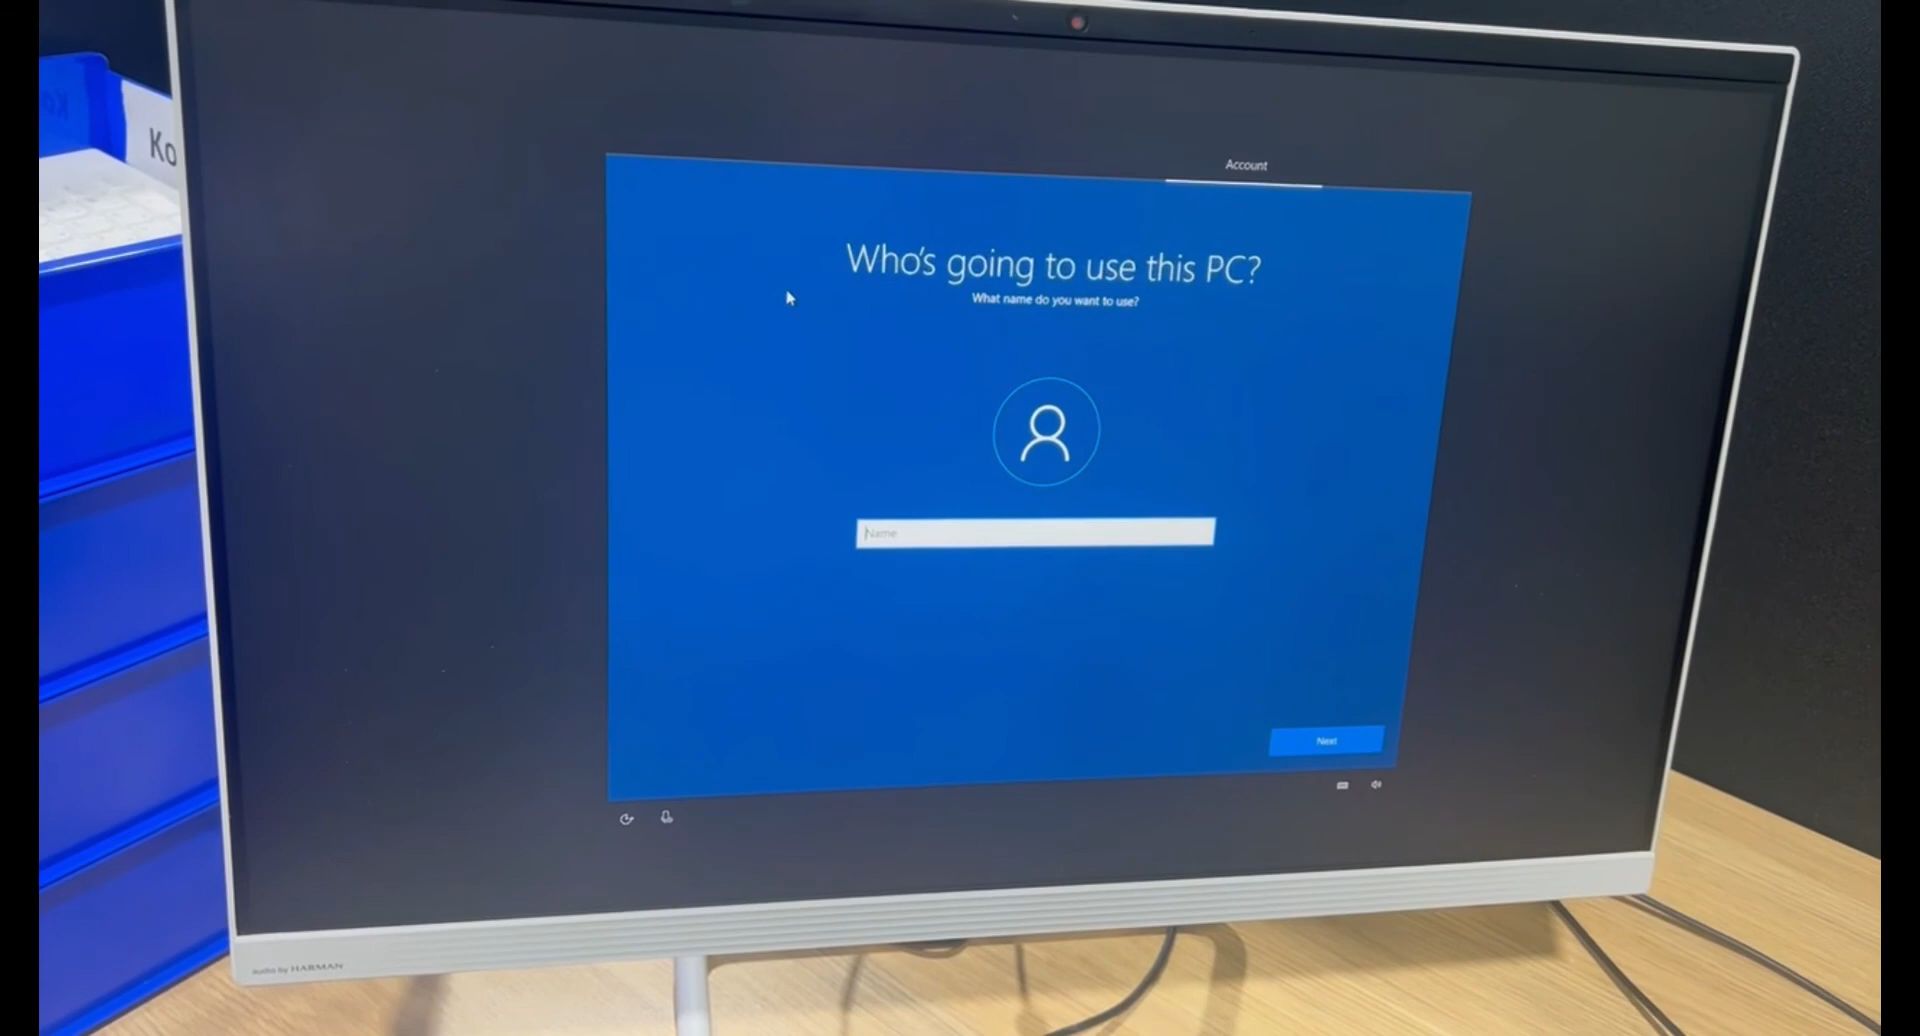 Ko
Account
Who's going to use this PC?
What name do you want to use?
Name
Next
audio by HARMAN